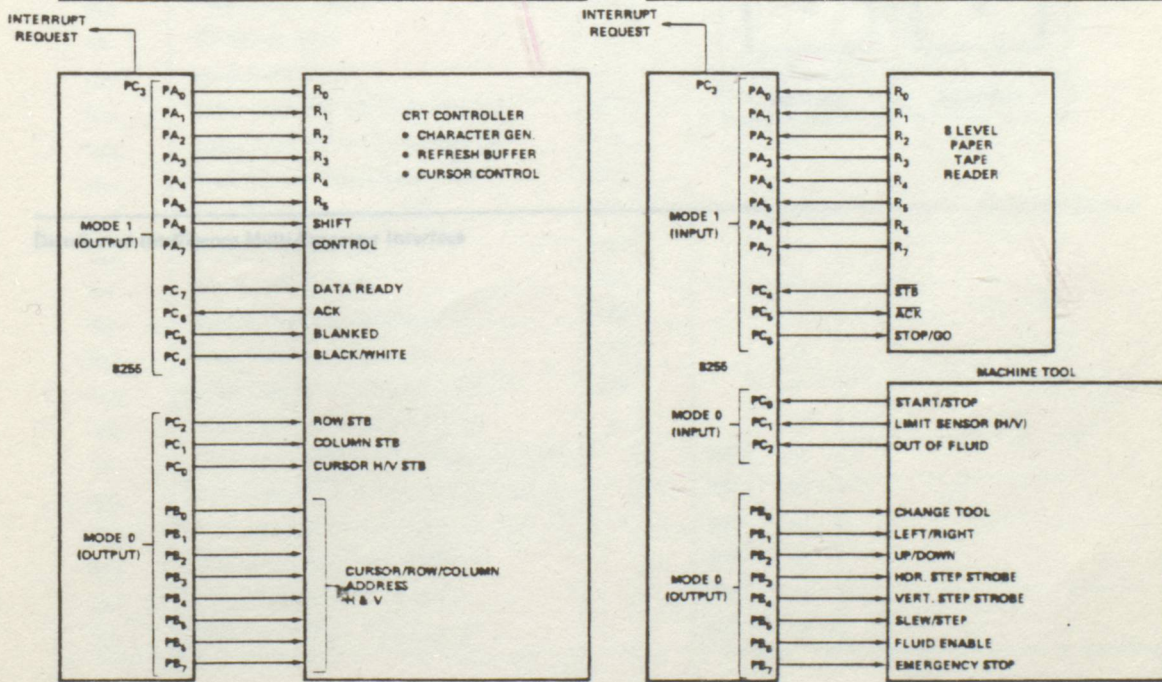 INTERRUPT
REQUEST
PC3
PA0 R0
PA1 R1
PA2 R2
PA3 R3
PA4 R4
PA5 R5
PA6 SHIFT
PA7 CONTROL
MODE 1
(OUTPUT)
CRT CONTROLLER
• CHARACTER GEN.
• REFRESH BUFFER
• CURSOR CONTROL
PC7 DATA READY
PC6 ACK
PC5 BLANKED
PC4 BLACK/WHITE
8255
PC2 ROW STB
PC1 COLUMN STB
PC0 CURSOR H/V STB
MODE 0
(OUTPUT)
PB0
PB1
PB2
PB3
PB4
PB5
PB6
PB7
CURSOR/ROW/COLUMN
ADDRESS
H & V
INTERRUPT
REQUEST
PC3
PA0 R0
PA1 R1
PA2 R2
PA3 R3
PA4 R4
PA5 R5
PA6 R6
PA7 R7
MODE 1
(INPUT)
8 LEVEL
PAPER
TAPE
READER
PC4 STB
PC5 ACK
PC6 STOP/GO
8255
MACHINE TOOL
MODE 0
(INPUT)
PC0 START/STOP
PC1 LIMIT SENSOR (H/V)
PC2 OUT OF FLUID
MODE 0
(OUTPUT)
PB0 CHANGE TOOL
PB1 LEFT/RIGHT
PB2 UP/DOWN
PB3 HOR. STEP STROBE
PB4 VERT. STEP STROBE
PB5 SLEW/STEP
PB6 FLUID ENABLE
PB7 EMERGENCY STOP